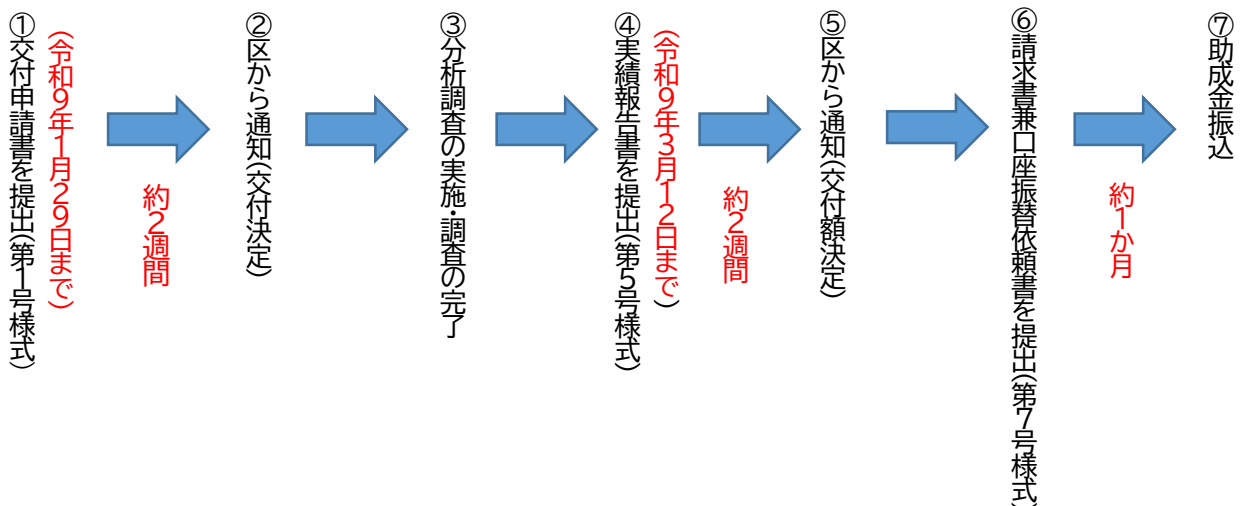 ①交付申請書を提出(第1号様式)
(令和9年1月29日まで)
約2週間
②区から通知(交付決定)
③分析調査の実施・調査の完了
④実績報告書を提出(第5号様式)
(令和9年3月12日まで)
約2週間
⑤区から通知(交付額決定)
⑥請求書兼口座振替依頼書を提出(第7号様式)
約1か月
⑦助成金振込